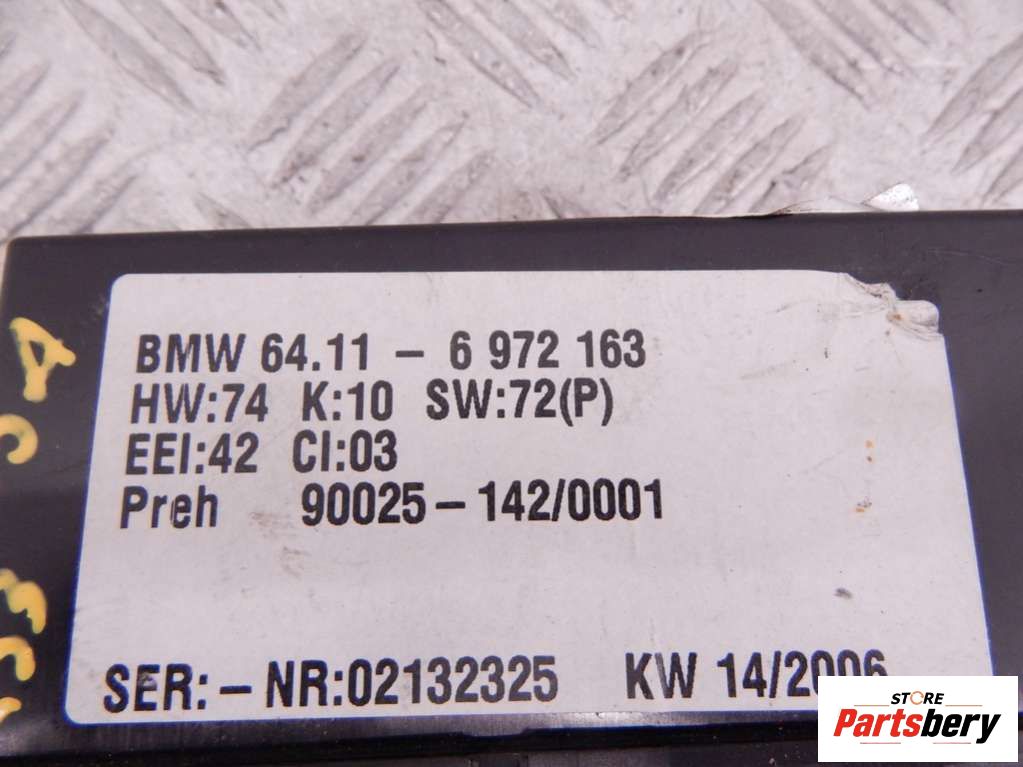 BMW 64.11 – 6 972 163
HW:74 K:10 SW:72(P)
EEI:42 CI:03
Preh 90025 – 142/0001
SER: – NR:02132325 KW 14/2006
STORE
Partsbery